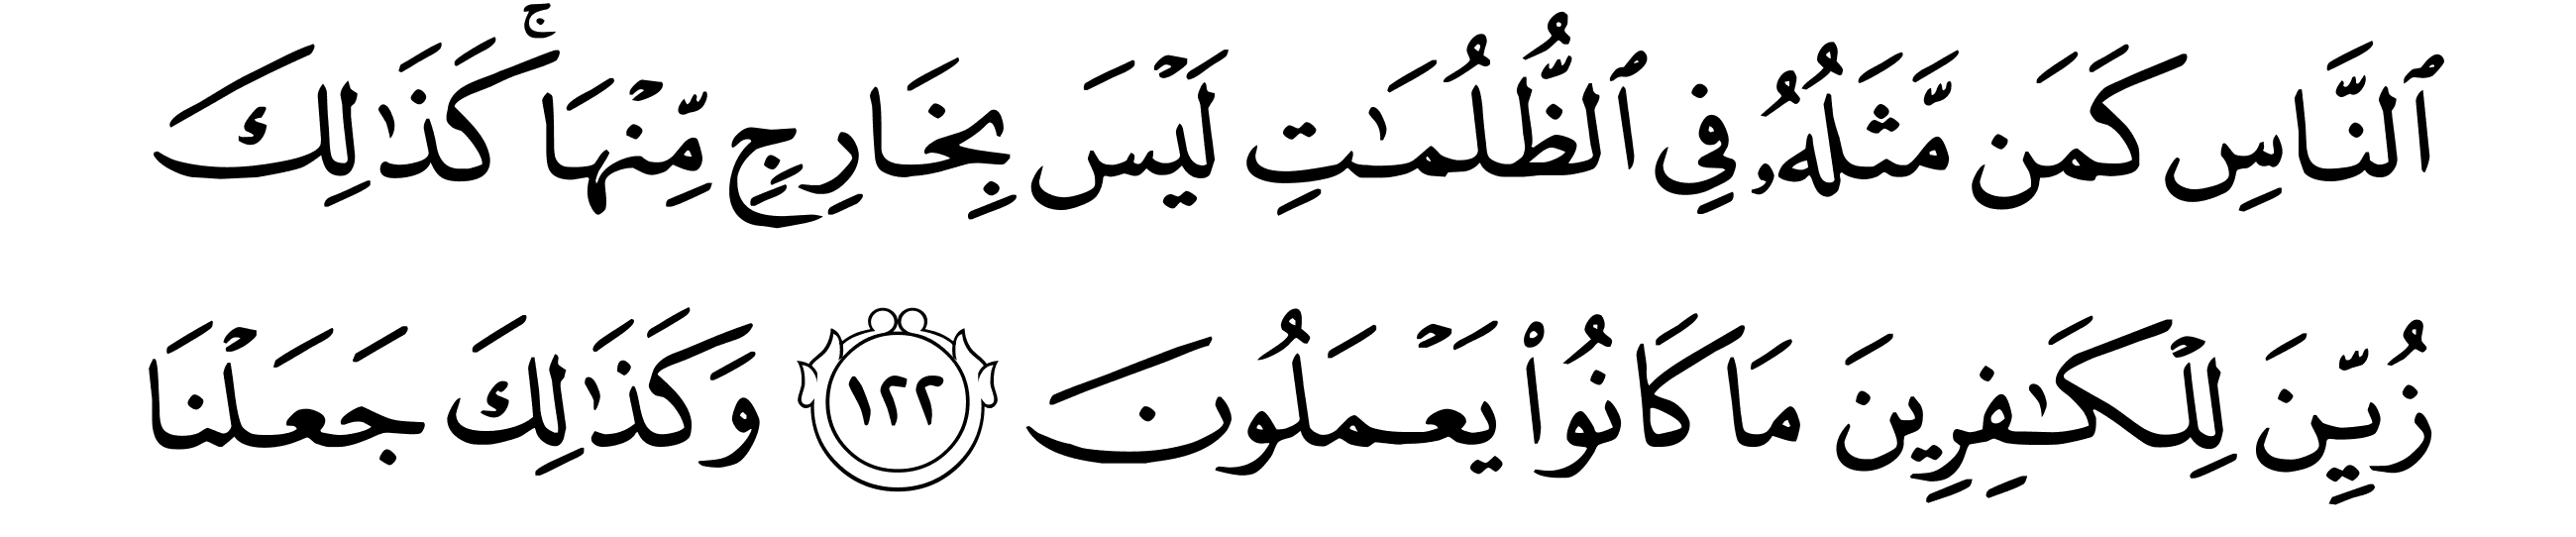 ٱلنَّاسِ كَمَن مَّثَلُهُۥ فِي ٱلظُّلُمَٰتِ لَيۡسَ بِخَارِجٖ مِّنۡهَاۚ كَذَٰلِكَ
زُيِّنَ لِلۡكَٰفِرِينَ مَا كَانُواْ يَعۡمَلُونَ ١٢٢ وَكَذَٰلِكَ جَعَلۡنَا